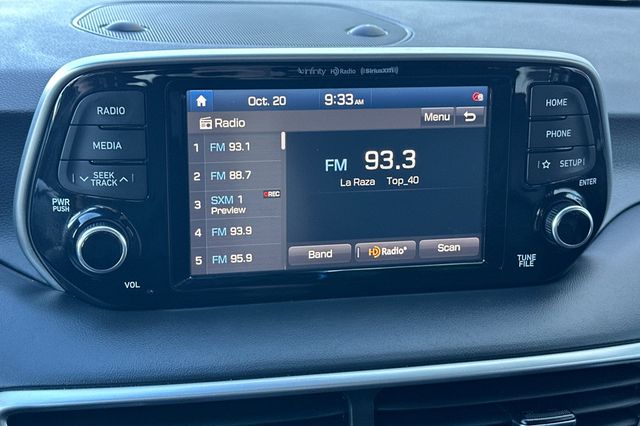 infinity HD Radio ((SiriusXM))
RADIO
MEDIA
SEEK
TRACK
PWR
PUSH
VOL
Oct. 20 9:33 AM
Radio Menu
1 FM 93.1
2 FM 88.7
3 SXM 1 REC
Preview
4 FM 93.9
5 FM 95.9
FM 93.3
La Raza Top_40
Band HD Radio Scan
HOME
PHONE
SETUP
ENTER
TUNE
FILE